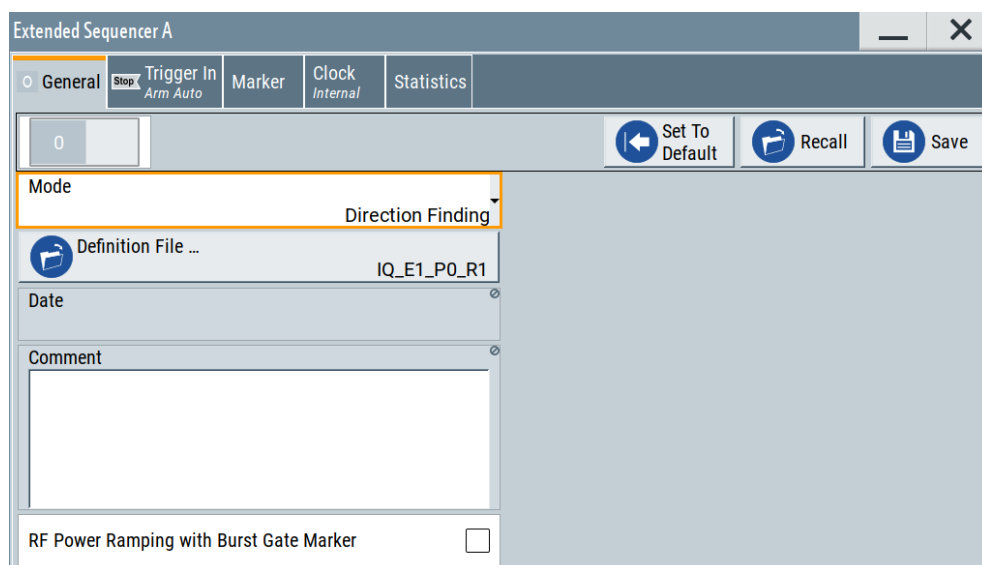 Extended Sequencer A
General
Stop Trigger In
Arm Auto
Marker
Clock
Internal
Statistics
0
Set To
Default
Recall
Save
Mode
Direction Finding
Definition File ...
IQ_E1_P0_R1
Date
Comment
RF Power Ramping with Burst Gate Marker